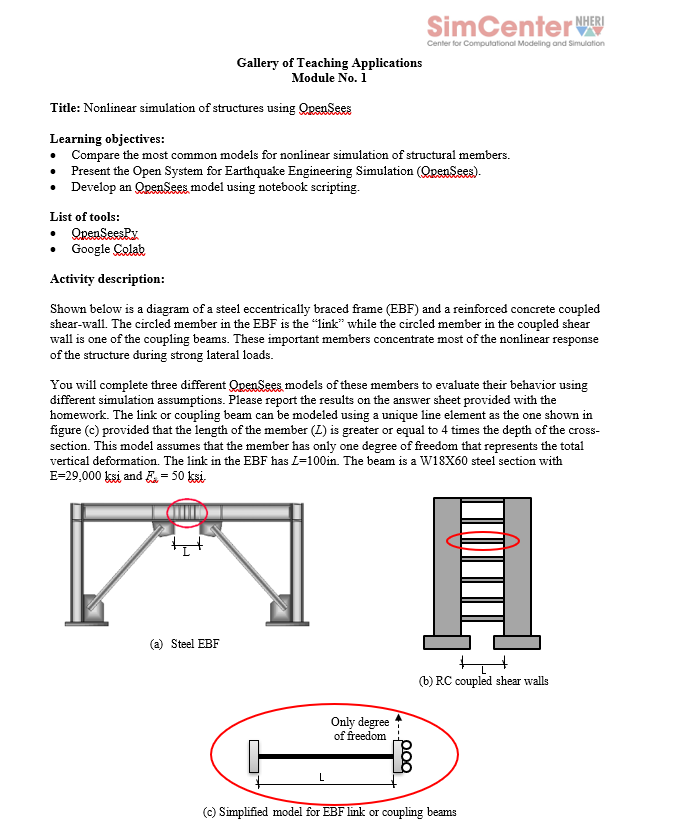 SimCenter NHERI
Center for Computational Modeling and Simulation
Gallery of Teaching Applications
Module No. 1
Title: Nonlinear simulation of structures using OpenSees
Learning objectives:
• Compare the most common models for nonlinear simulation of structural members.
• Present the Open System for Earthquake Engineering Simulation (OpenSees).
• Develop an OpenSees model using notebook scripting.
List of tools:
• OpenSeesPy
• Google Colab
Activity description:
Shown below is a diagram of a steel eccentrically braced frame (EBF) and a reinforced concrete coupled
shear-wall. The circled member in the EBF is the “link” while the circled member in the coupled shear
wall is one of the coupling beams. These important members concentrate most of the nonlinear response
of the structure during strong lateral loads.
You will complete three different OpenSees models of these members to evaluate their behavior using
different simulation assumptions. Please report the results on the answer sheet provided with the
homework. The link or coupling beam can be modeled using a unique line element as the one shown in
figure (c) provided that the length of the member (L) is greater or equal to 4 times the depth of the cross-
section. This model assumes that the member has only one degree of freedom that represents the total
vertical deformation. The link in the EBF has L=100in. The beam is a W18X60 steel section with
E=29,000 ksi and Fy = 50 ksi.
L
(a) Steel EBF
L
(b) RC coupled shear walls
Only degree
of freedom
L
(c) Simplified model for EBF link or coupling beams